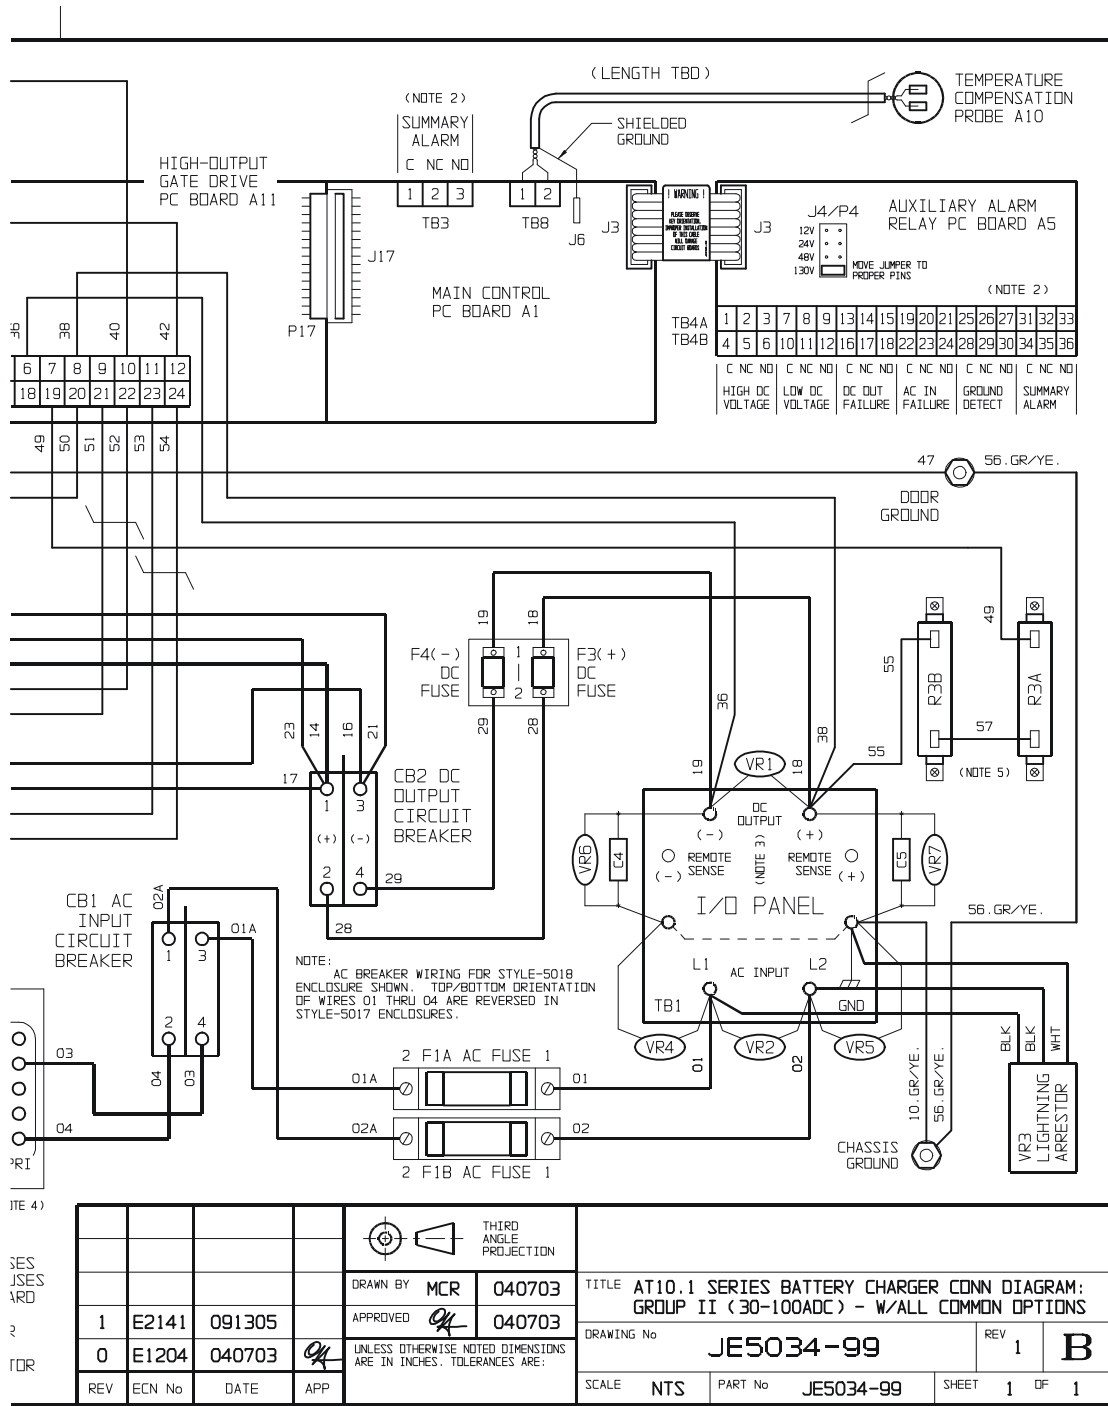 (LENGTH TBD)
TEMPERATURE
COMPENSATION
PROBE A10
(NOTE 2)
SUMMARY
ALARM
C NC NO
1 2 3
TB3
SHIELDED
GROUND
1 2
TB8
J6
HIGH-OUTPUT
GATE DRIVE
PC BOARD A11
J17
P17
MAIN CONTROL
PC BOARD A1
J3
! WARNING !
PLEASE OBSERVE
KEY ORIENTATION.
IMPROPER INSTALLATION
OF THIS CABLE
WILL DAMAGE
CIRCUIT BOARDS
J3
J4/P4
12V
24V
48V
130V
MOVE JUMPER TO
PROPER PINS
AUXILIARY ALARM
RELAY PC BOARD A5
(NOTE 2)
TB4A
1 2 3 7 8 9 13 14 15 19 20 21 25 26 27 31 32 33
TB4B
4 5 6 10 11 12 16 17 18 22 23 24 28 29 30 34 35 36
C NC NO C NC NO C NC NO C NC NO C NC NO C NC NO
HIGH DC
VOLTAGE
LOW DC
VOLTAGE
DC OUT
FAILURE
AC IN
FAILURE
GROUND
DETECT
SUMMARY
ALARM
36 38 40 42
6 7 8 9 10 11 12
18 19 20 21 22 23 24
49 50 51 52 53 54
47
56.GR/YE.
DOOR
GROUND
19 18
F4(-)
DC
FUSE
1
2
F3(+)
DC
FUSE
29 28
36 38
49
55
R3B
R3A
57
55
(NOTE 5)
23 14 16 21
17
1 3
(+) (-)
2 4
CB2 DC
OUTPUT
CIRCUIT
BREAKER
29
28
19
VR1
18
DC
OUTPUT
(-) (+)
(NOTE 3)
REMOTE
SENSE
(-)
REMOTE
SENSE
(+)
VR6
C4
C5
VR7
I/O PANEL
56.GR/YE.
L1
AC INPUT
L2
TB1
GND
VR4
VR2
VR5
01 02
CB1 AC
INPUT
CIRCUIT
BREAKER
02A
01A
1 3
2 4
04 03
03
04
PRI
NOTE:
AC BREAKER WIRING FOR STYLE-5018
ENCLOSURE SHOWN. TOP/BOTTOM ORIENTATION
OF WIRES 01 THRU 04 ARE REVERSED IN
STYLE-5017 ENCLOSURES.
2 F1A AC FUSE 1
01A 01
02A 02
2 F1B AC FUSE 1
10.GR/YE.
56.GR/YE.
CHASSIS
GROUND
BLK
BLK
WHT
VR3
LIGHTNING
ARRESTOR
THIRD
ANGLE
PROJECTION
DRAWN BY MCR 040703
APPROVED 040703
UNLESS OTHERWISE NOTED DIMENSIONS
ARE IN INCHES. TOLERANCES ARE:
1 E2141 091305
0 E1204 040703
REV ECN No DATE APP
TITLE AT10.1 SERIES BATTERY CHARGER CONN DIAGRAM:
GROUP II (30-100ADC) - W/ALL COMMON OPTIONS
DRAWING No JE5034-99
REV 1
B
SCALE NTS
PART No JE5034-99
SHEET 1 OF 1